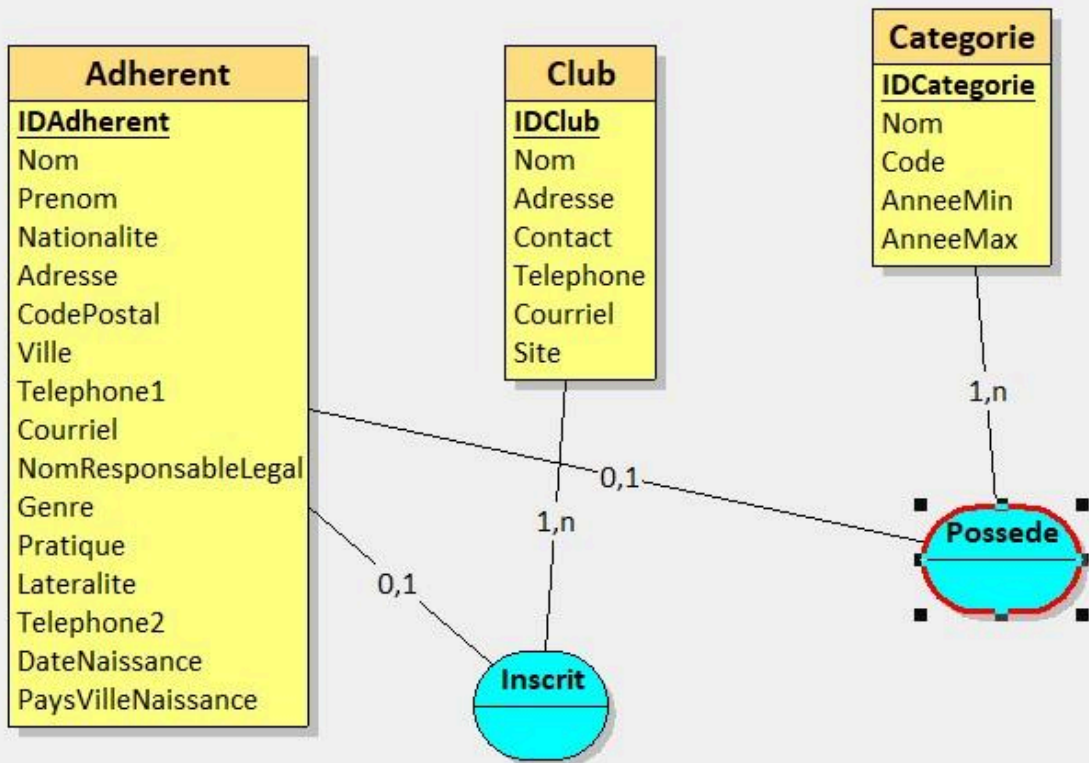 Adherent
IDAdherent
Nom
Prenom
Nationalite
Adresse
CodePostal
Ville
Telephone1
Courriel
NomResponsableLegal
Genre
Pratique
Lateralite
Telephone2
DateNaissance
PaysVilleNaissance
Club
IDClub
Nom
Adresse
Contact
Telephone
Courriel
Site
Categorie
IDCategorie
Nom
Code
AnneeMin
AnneeMax
1,n
0,1
1,n
Possede
0,1
Inscrit